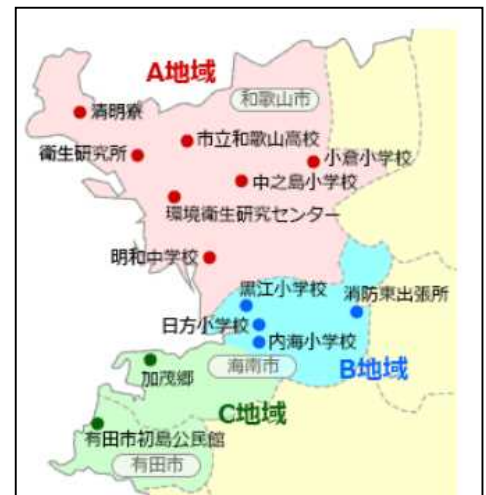 A地域
和歌山市
清明寮
市立和歌山高校
衛生研究所
小倉小学校
中之島小学校
環境衛生研究センター
明和中学校
黒江小学校
消防東出張所
日方小学校
内海小学校
海南市
B地域
加茂郷
C地域
有田市初島公民館
有田市